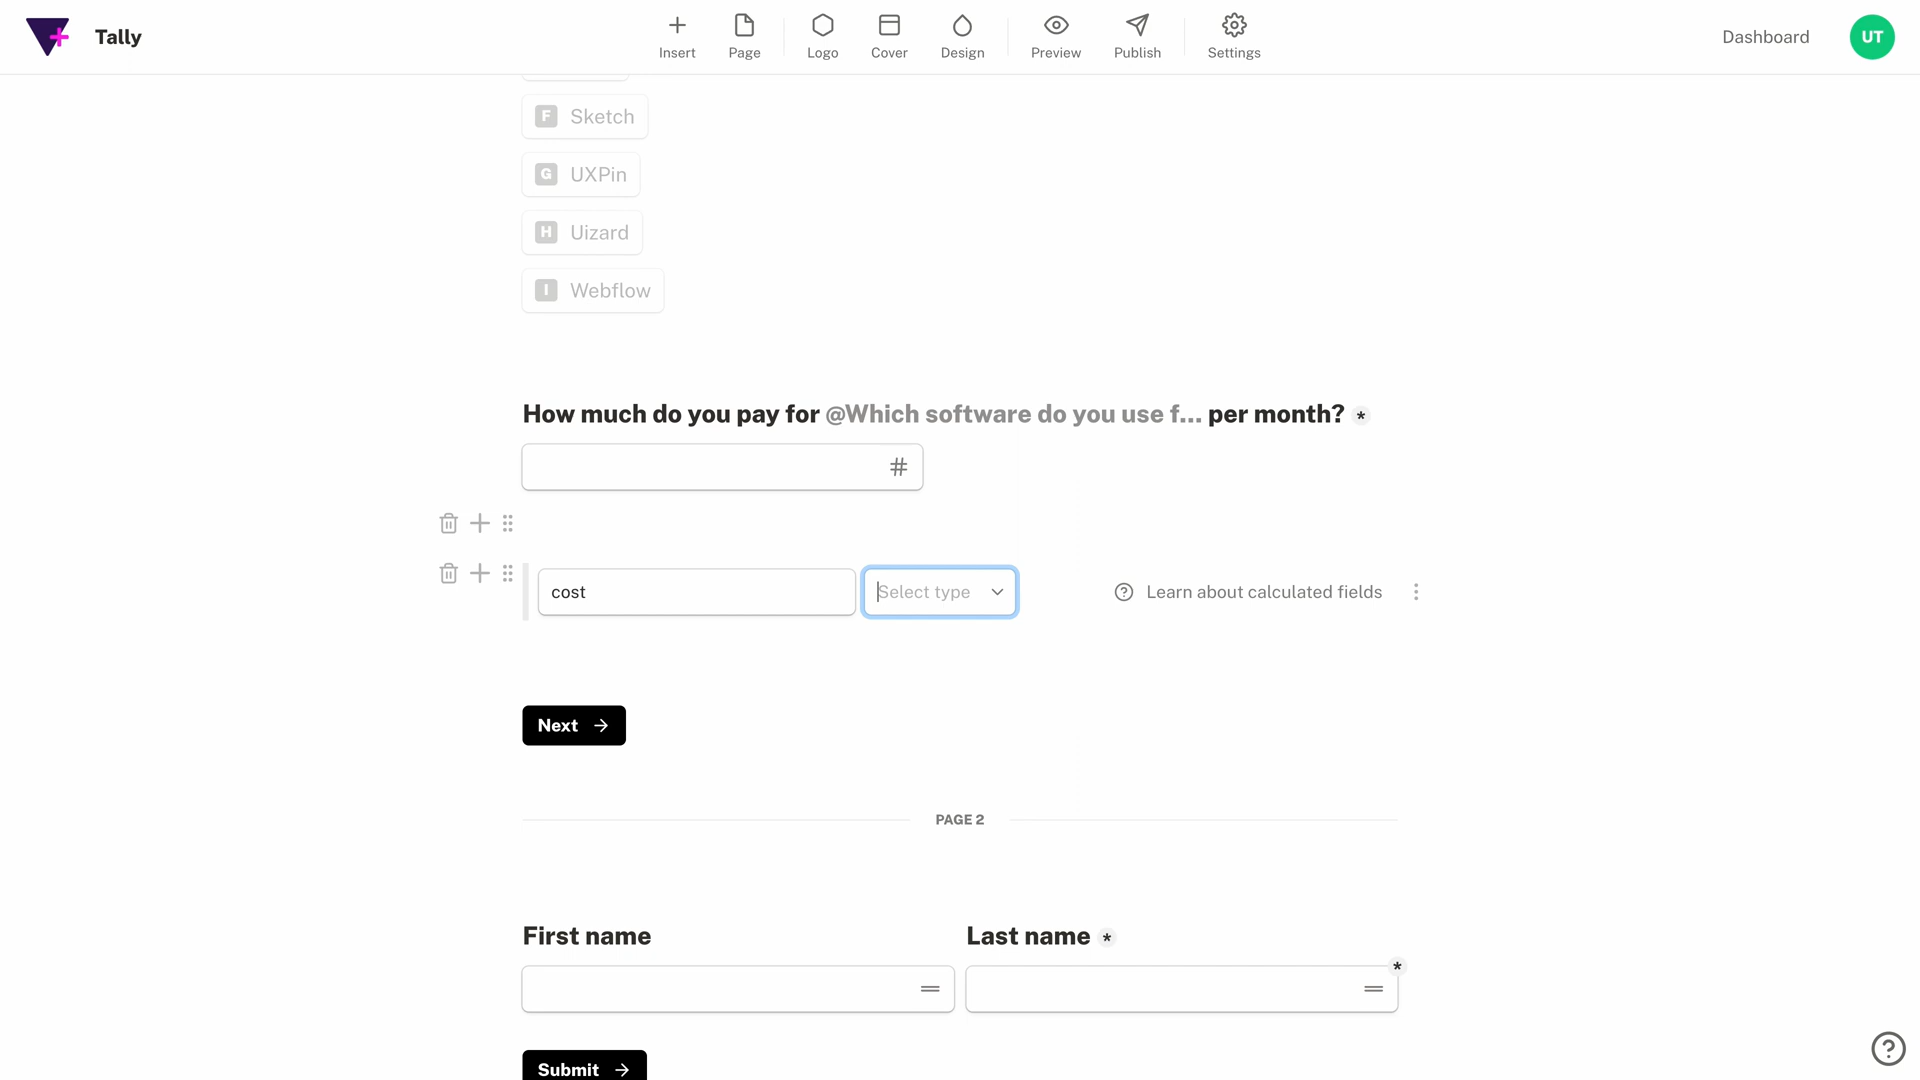 Tally
Insert
Page
Logo
Cover
Design
Preview
Publish
Settings
Dashboard
UT
F Sketch
G UXPin
H Uizard
I Webflow
How much do you pay for @Which software do you use f... per month? *
#
cost
Select type
Learn about calculated fields
Next →
PAGE 2
First name
Last name *
*
Submit →